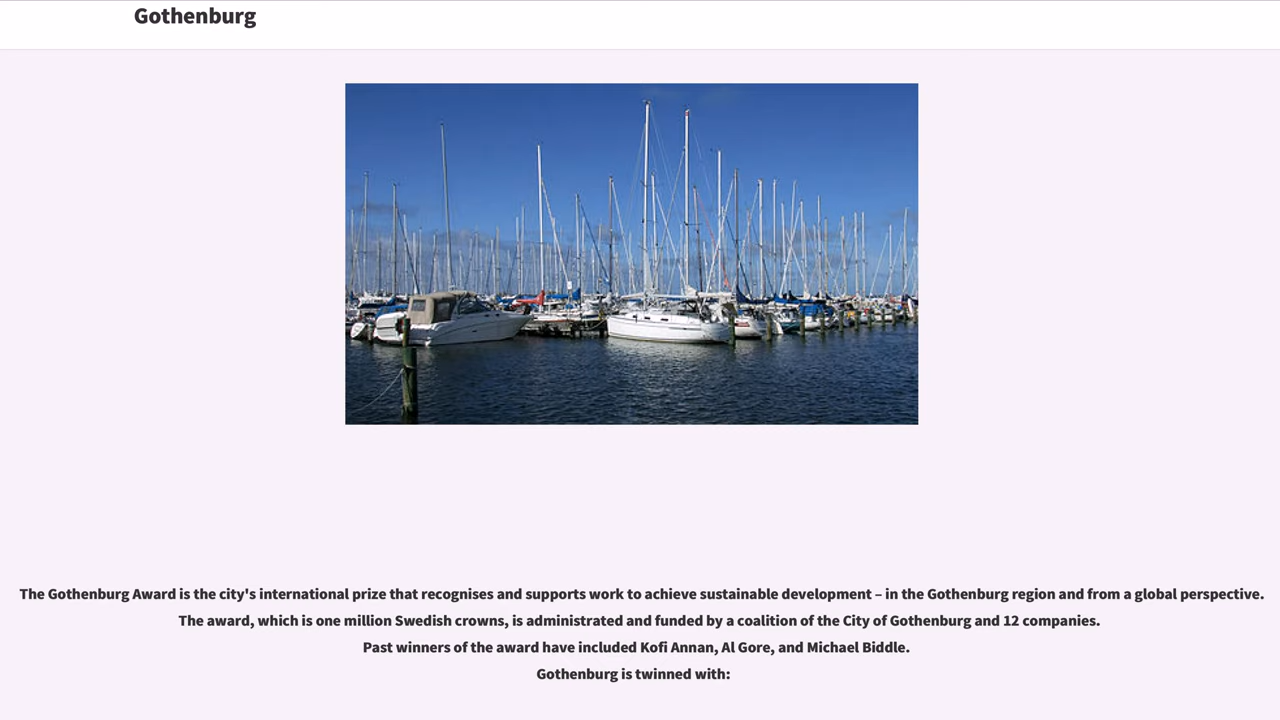 Gothenburg
The Gothenburg Award is the city's international prize that recognises and supports work to achieve sustainable development – in the Gothenburg region and from a global perspective.
The award, which is one million Swedish crowns, is administrated and funded by a coalition of the City of Gothenburg and 12 companies.
Past winners of the award have included Kofi Annan, Al Gore, and Michael Biddle.
Gothenburg is twinned with: